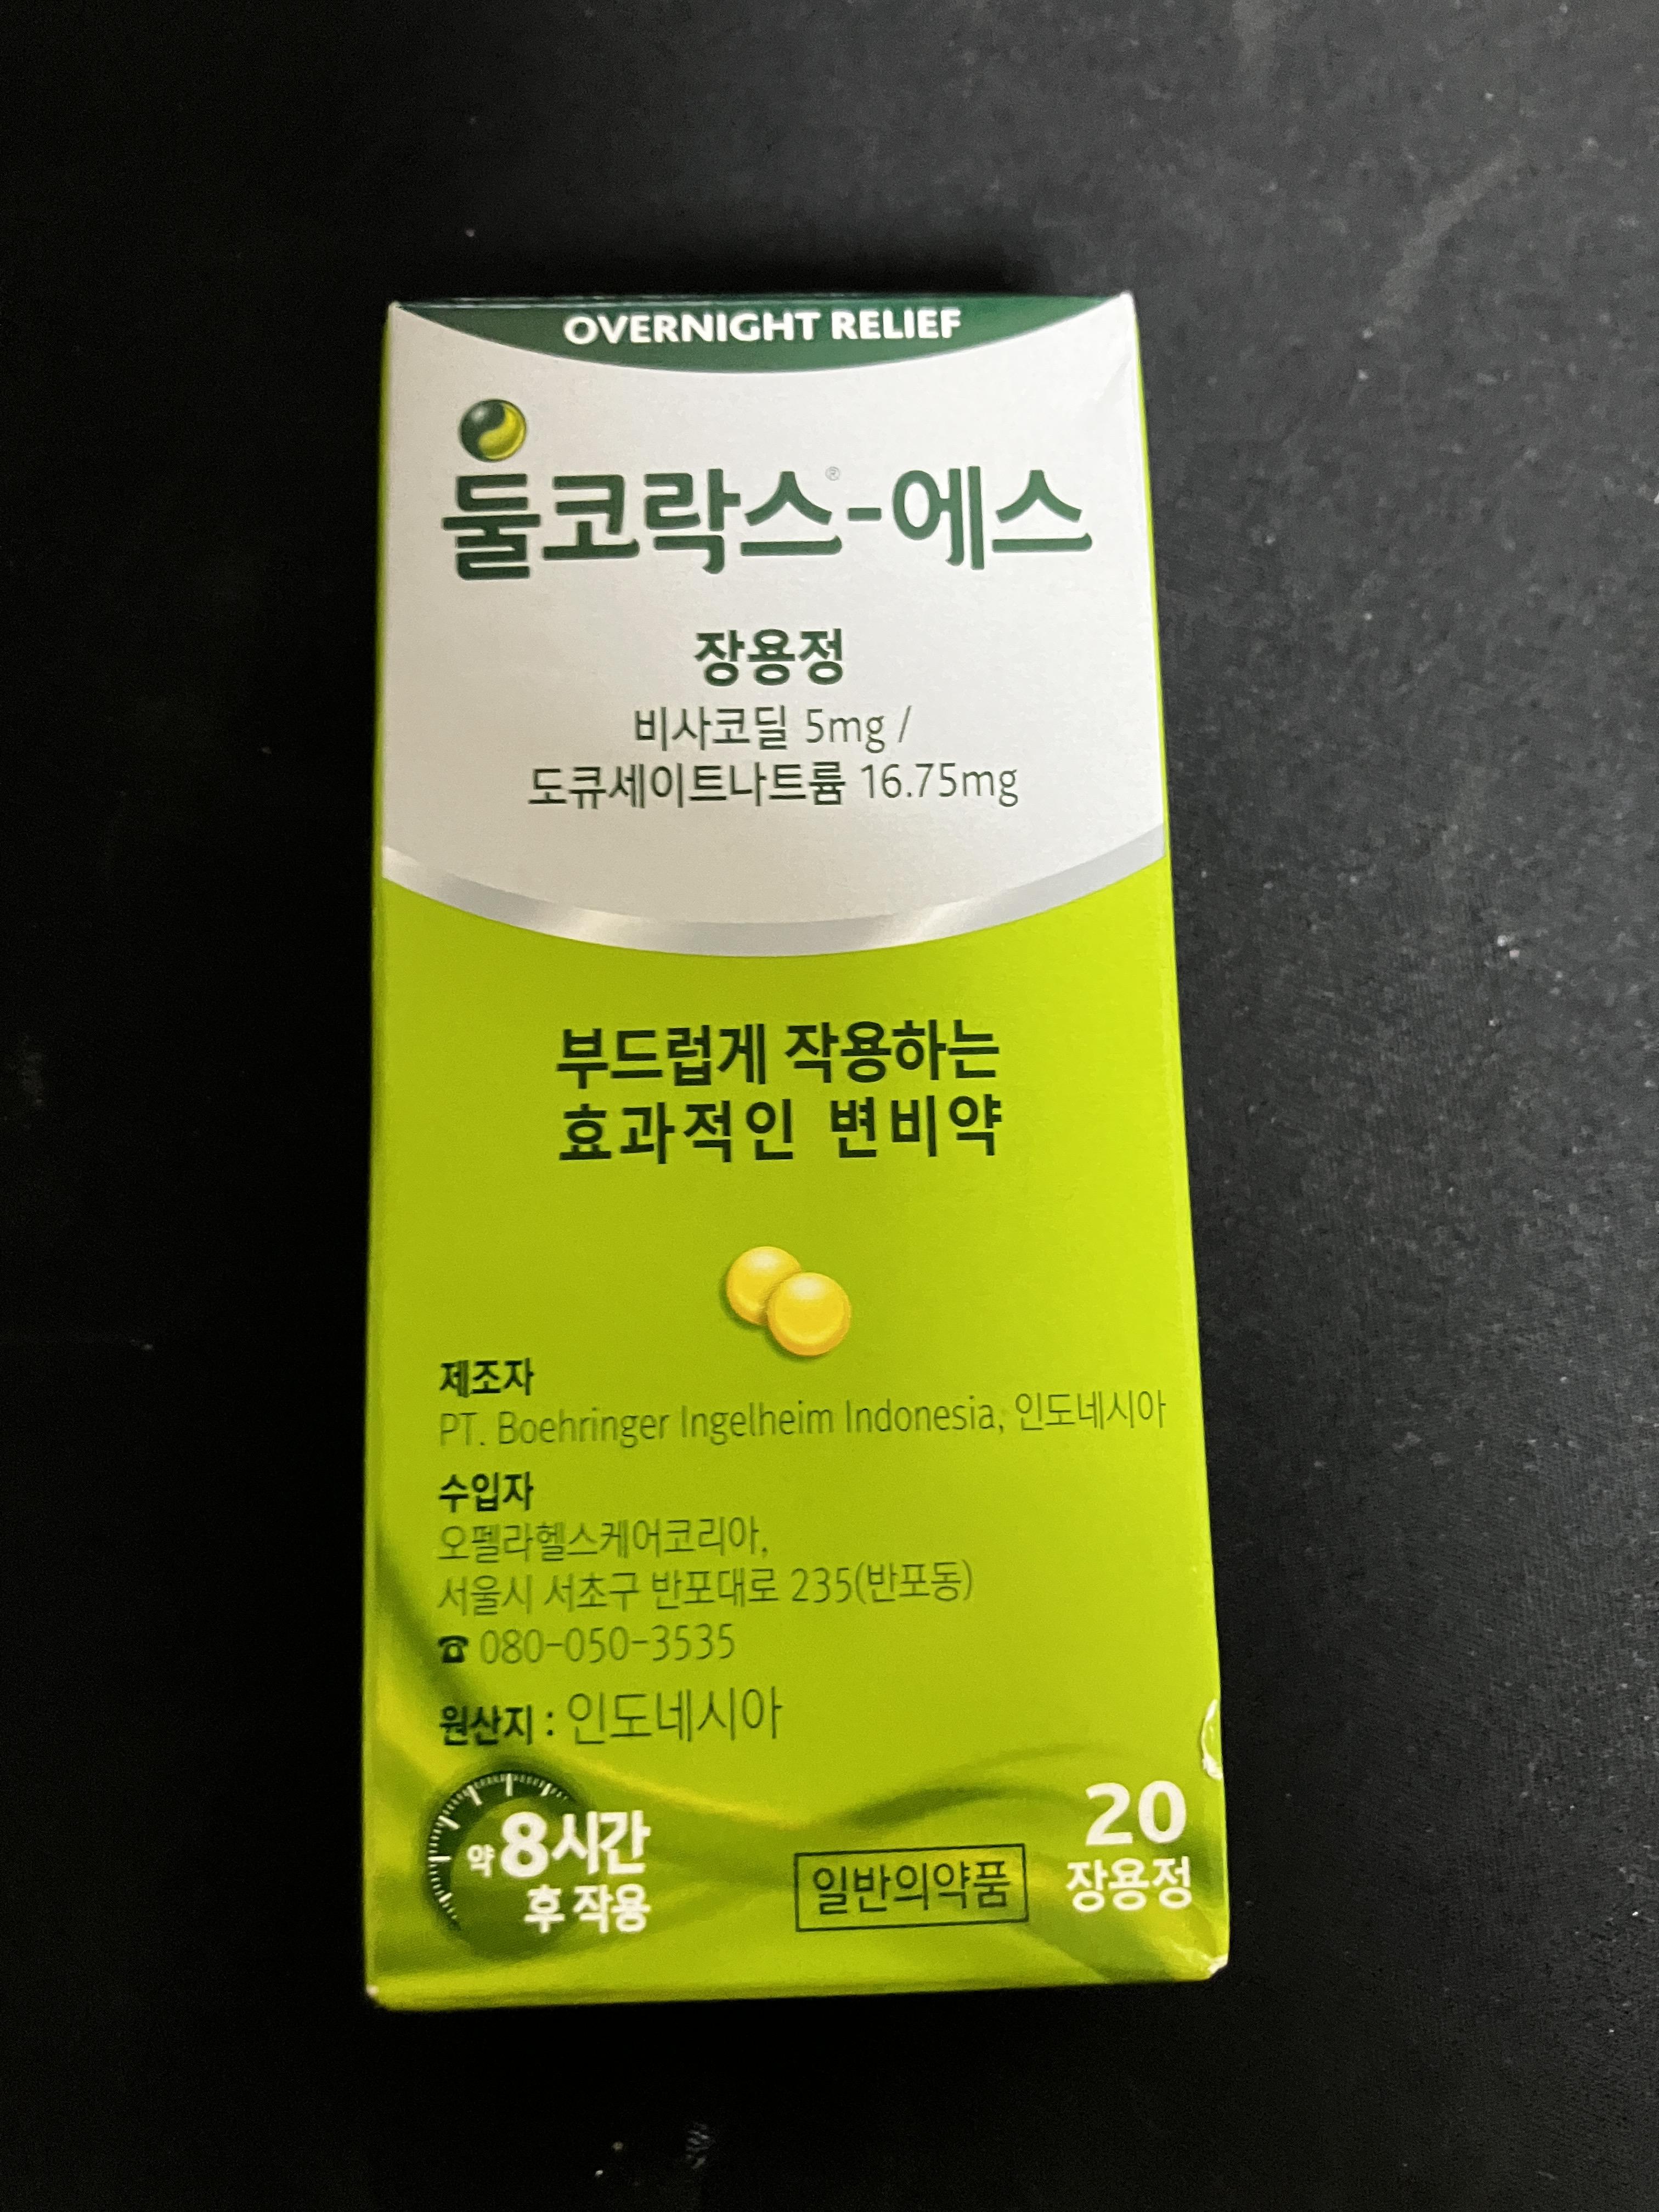 OVERNIGHT RELIEF
둘코락스®-에스
장용정
비사코딜 5mg /
도큐세이트나트륨 16.75mg
부드럽게 작용하는
효과적인 변비약
제조자
PT. Boehringer Ingelheim Indonesia, 인도네시아
수입자
오펠라헬스케어코리아,
서울시 서초구 반포대로 235(반포동)
☎ 080-050-3535
원산지 : 인도네시아
약 8시간
후 작용
일반의약품
20
장용정